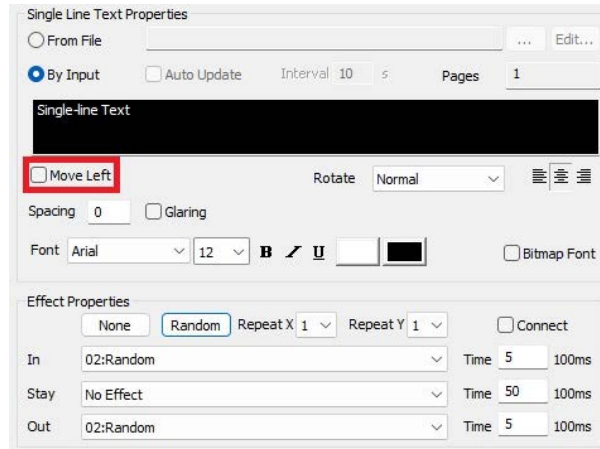 Single Line Text Properties
From File ... Edit...
By Input Auto Update Interval 10 s Pages 1
Single-line Text
Move Left Rotate Normal
Spacing 0 Glaring
Font Arial 12 B I U Bitmap Font
Effect Properties
None Random Repeat X 1 Repeat Y 1 Connect
In 02:Random Time 5 100ms
Stay No Effect Time 50 100ms
Out 02:Random Time 5 100ms